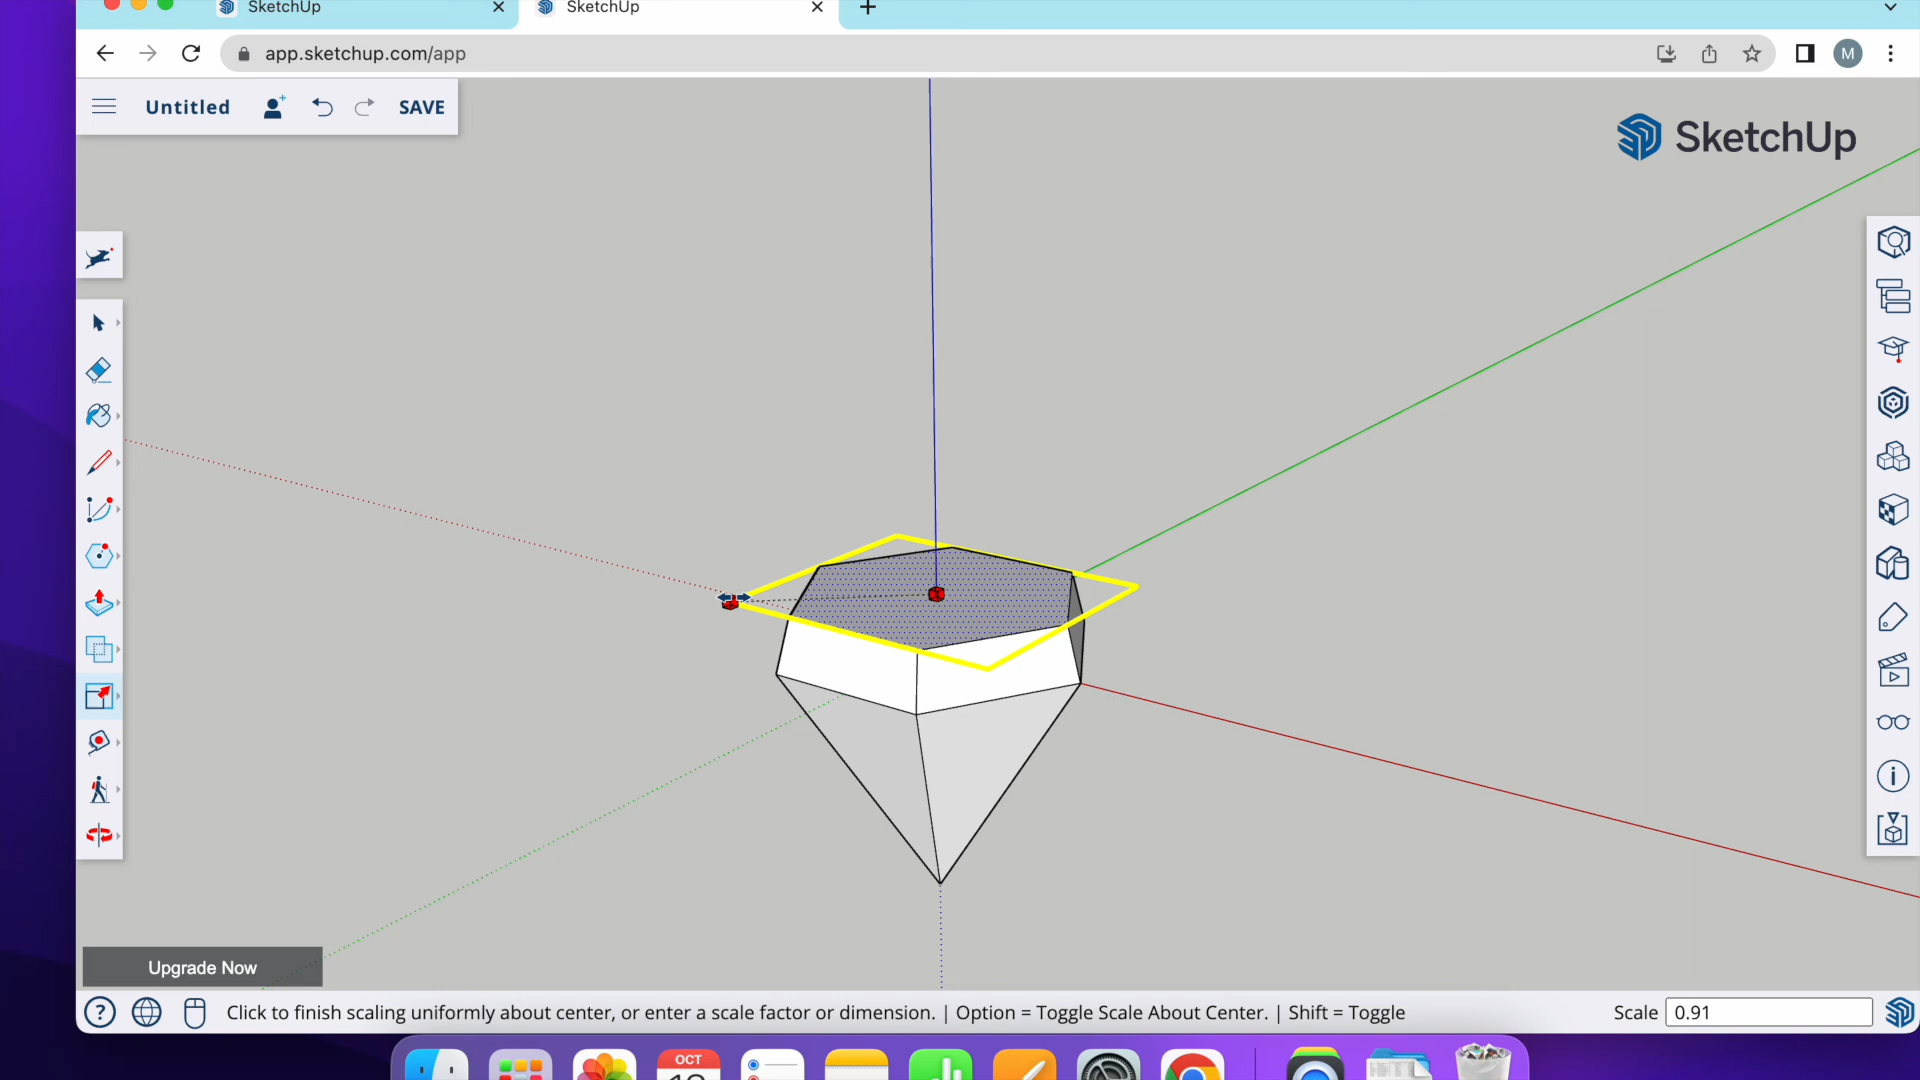 SketchUp
SketchUp
app.sketchup.com/app
M
Untitled
SAVE
SketchUp
Upgrade Now
Click to finish scaling uniformly about center, or enter a scale factor or dimension. | Option = Toggle Scale About Center. | Shift = Toggle
Scale 0.91
OCT